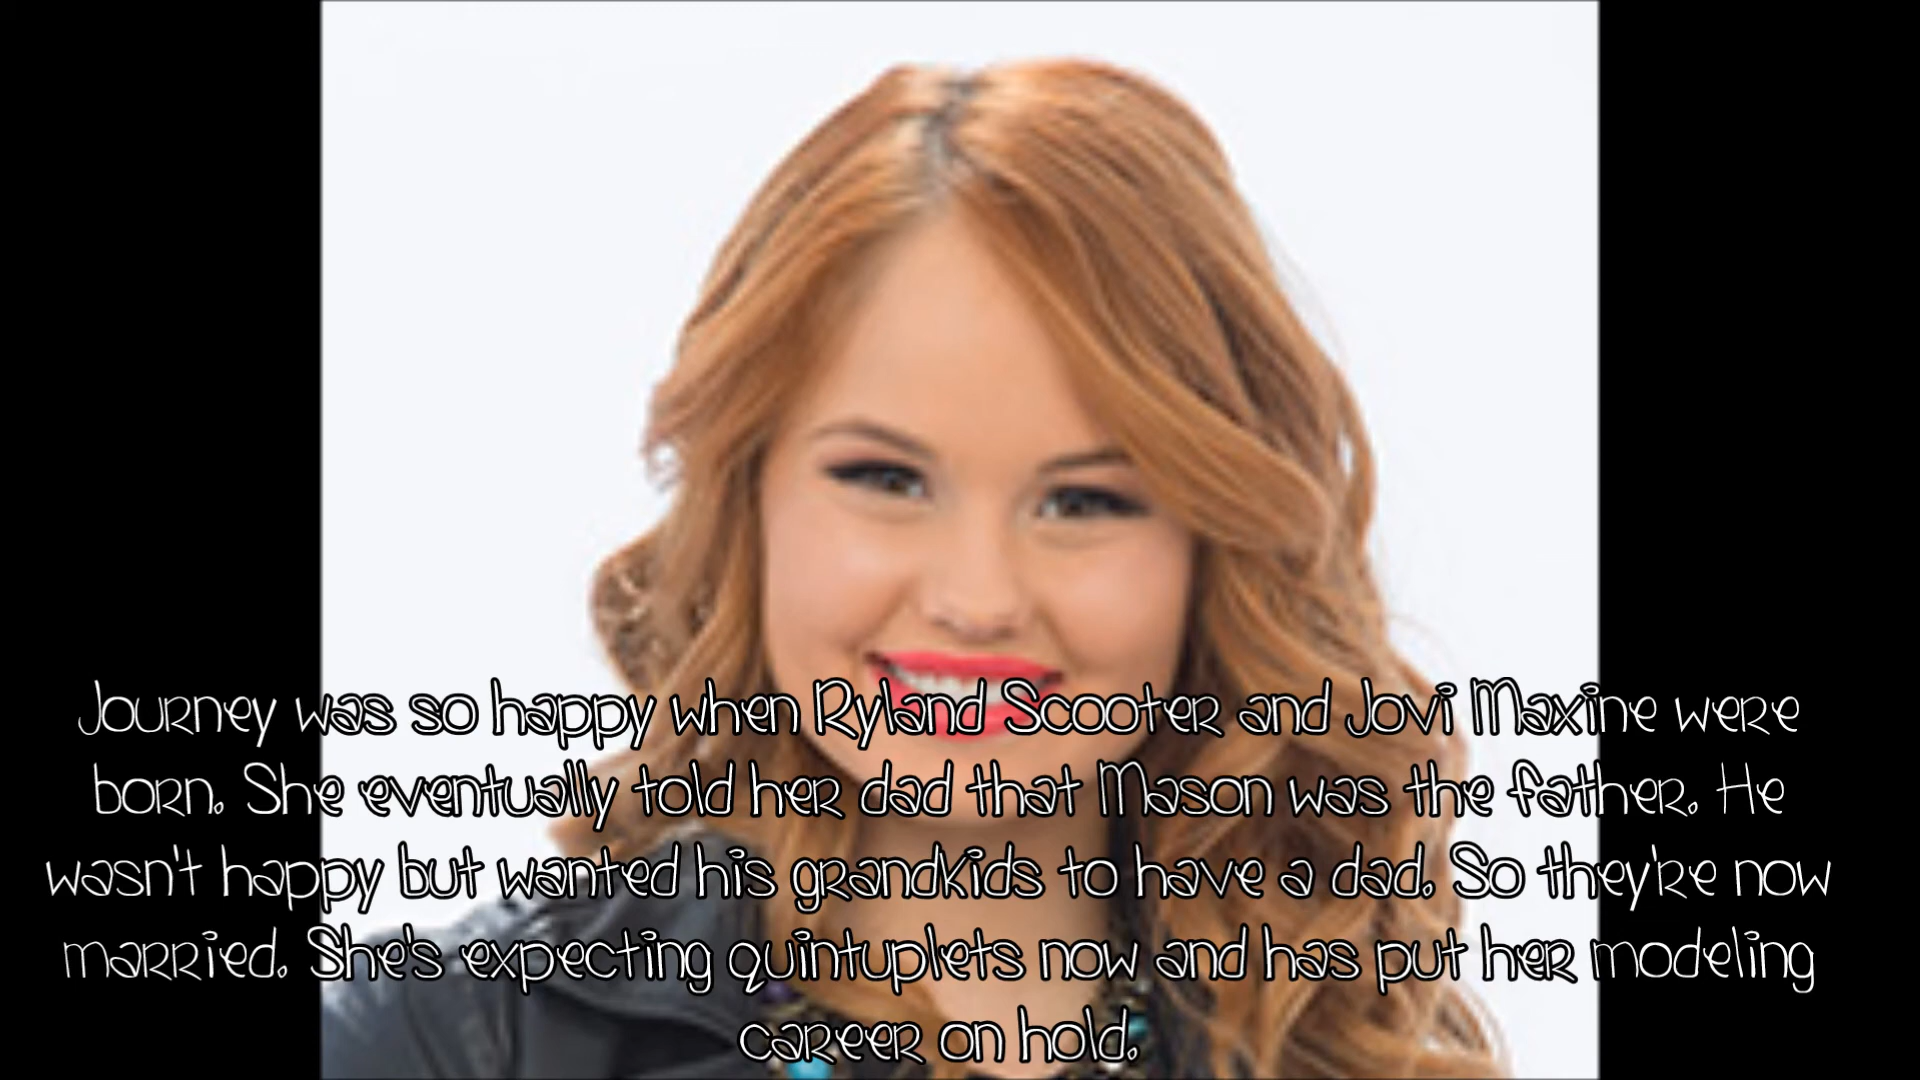 Journey was so happy when Ryland Scooter and Jovi Maxine were
born. She eventually told her dad that Mason was the father. He
wasn't happy but wanted his grandkids to have a dad. So they're now
married. She's expecting quintuplets now and has put her modeling
career on hold.